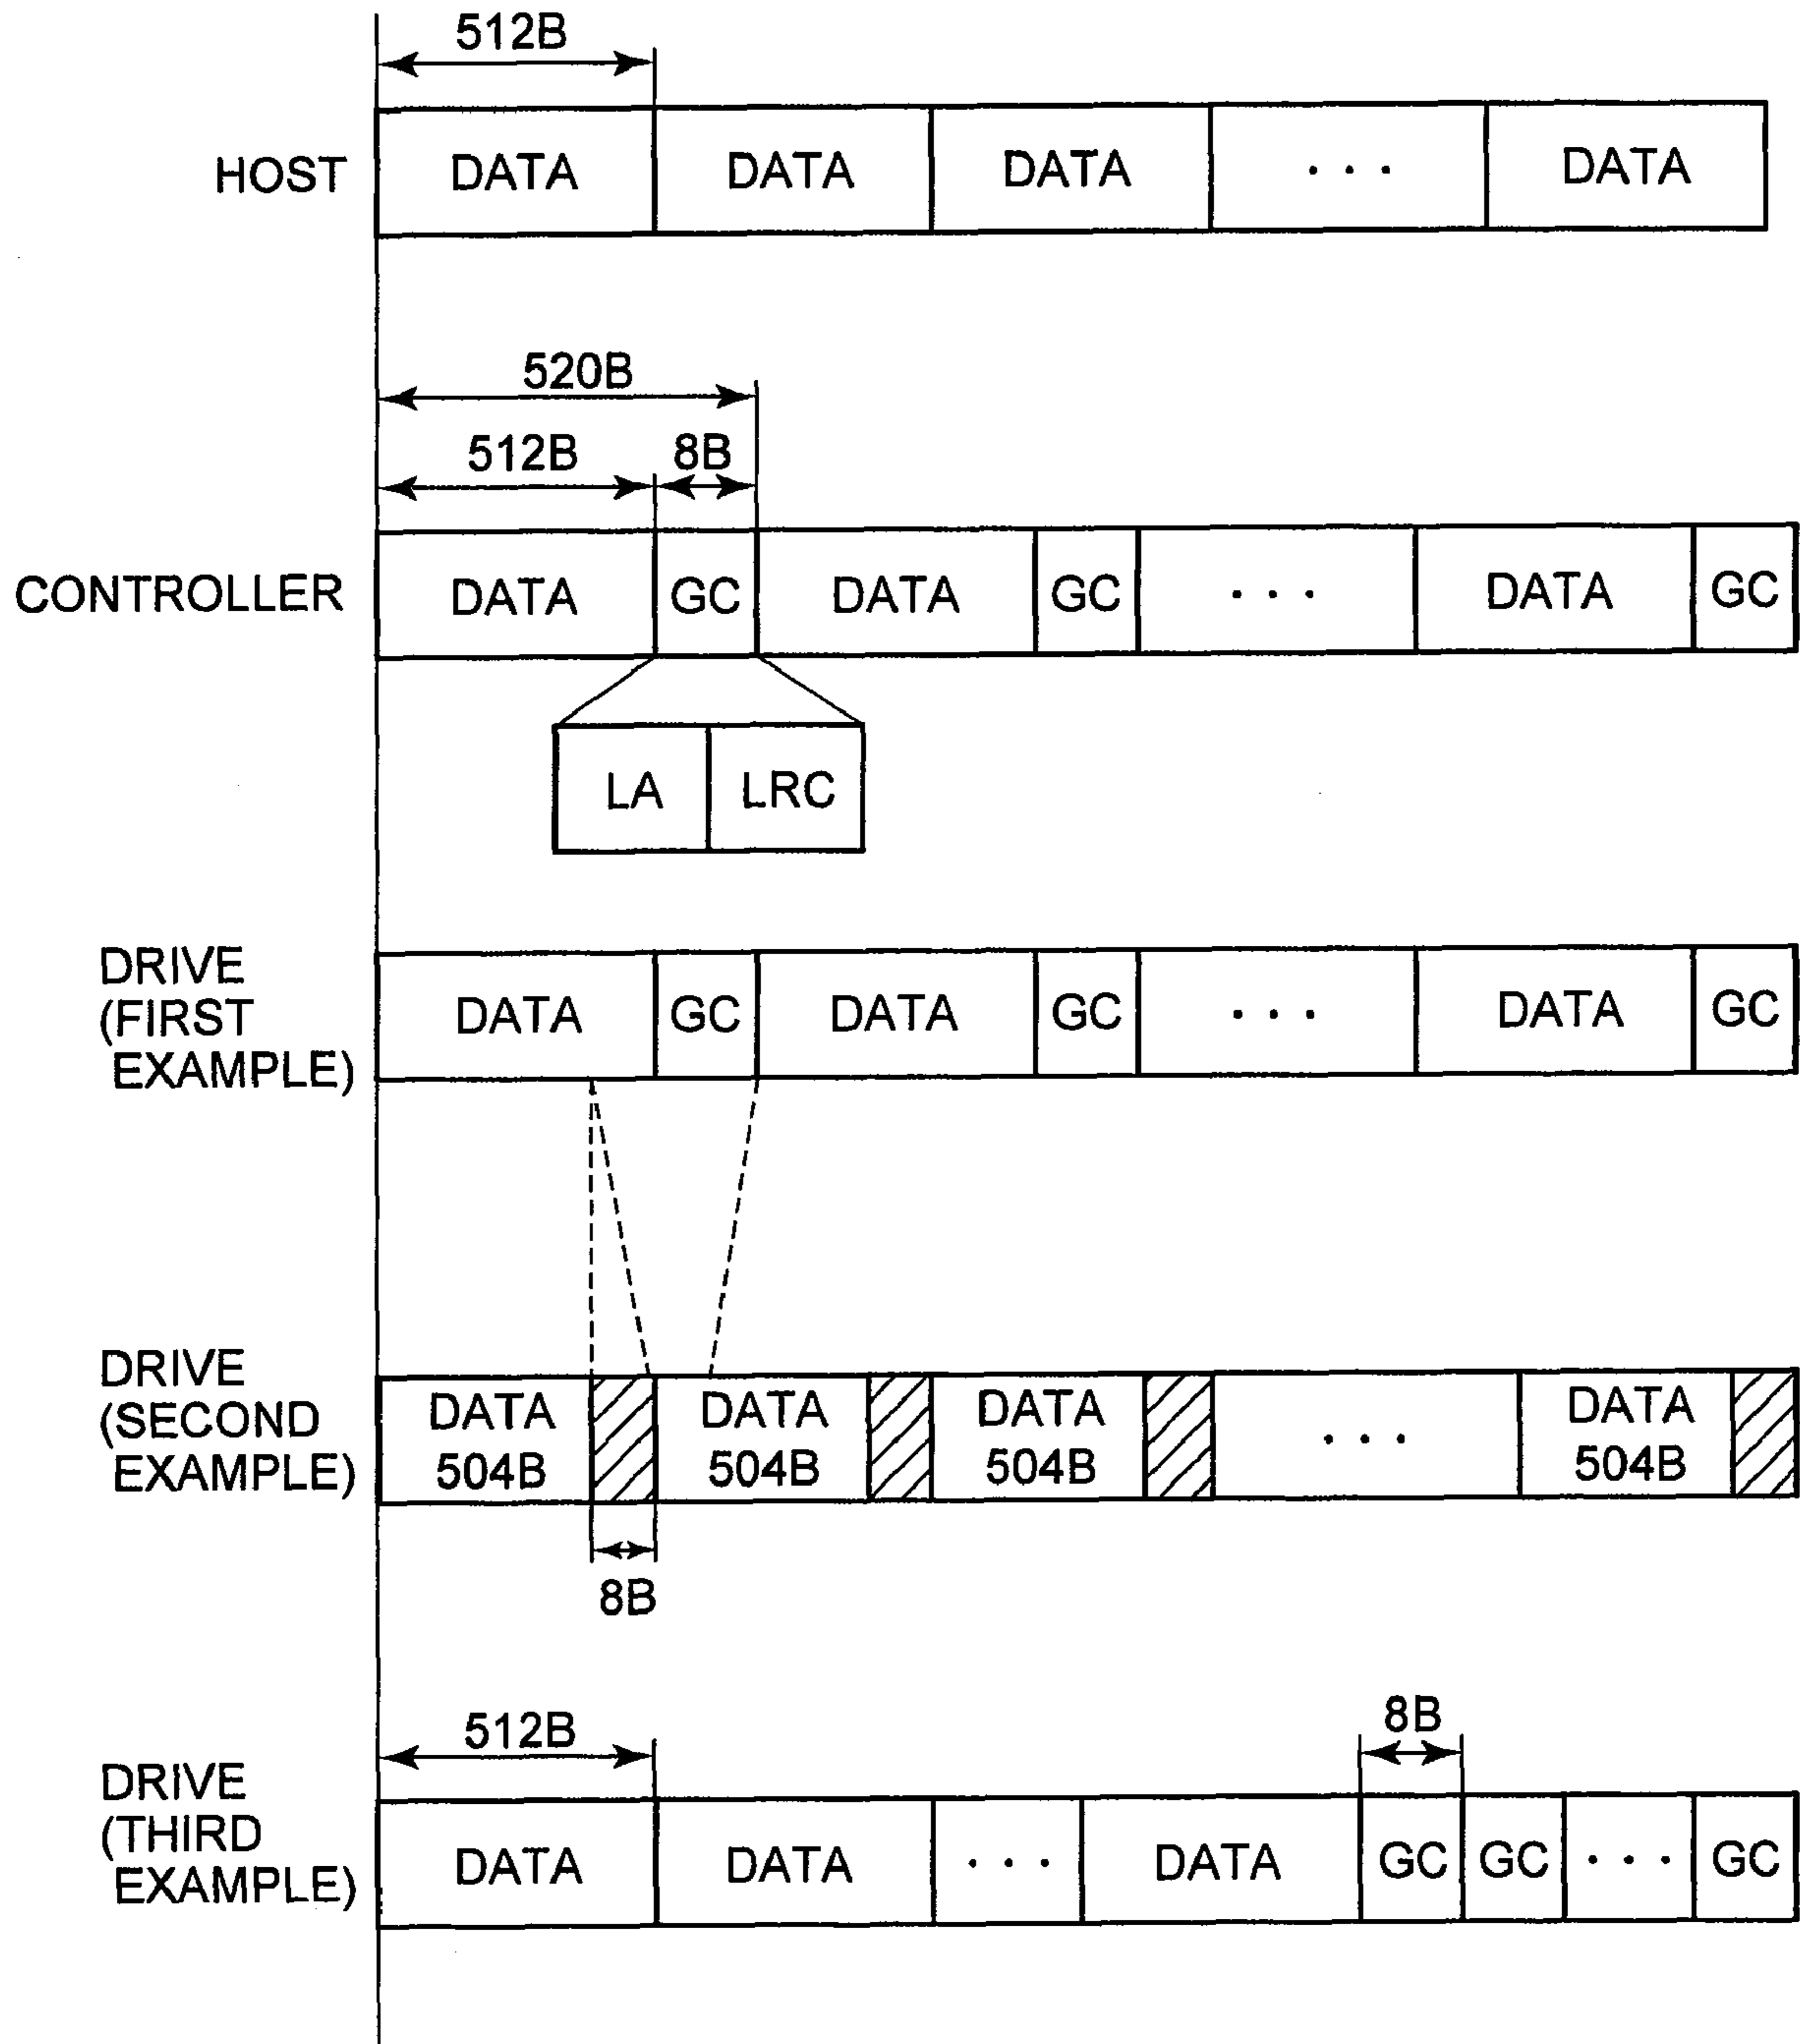 512B
HOST DATA DATA DATA ... DATA
520B
512B 8B
CONTROLLER DATA GC DATA GC ... DATA GC
LA LRC
DRIVE
(FIRST
EXAMPLE)
DATA GC DATA GC ... DATA GC
DRIVE
(SECOND
EXAMPLE)
DATA DATA DATA ... DATA
504B 504B 504B 504B
8B
512B 8B
DRIVE
(THIRD
EXAMPLE)
DATA DATA ... DATA GC GC ... GC